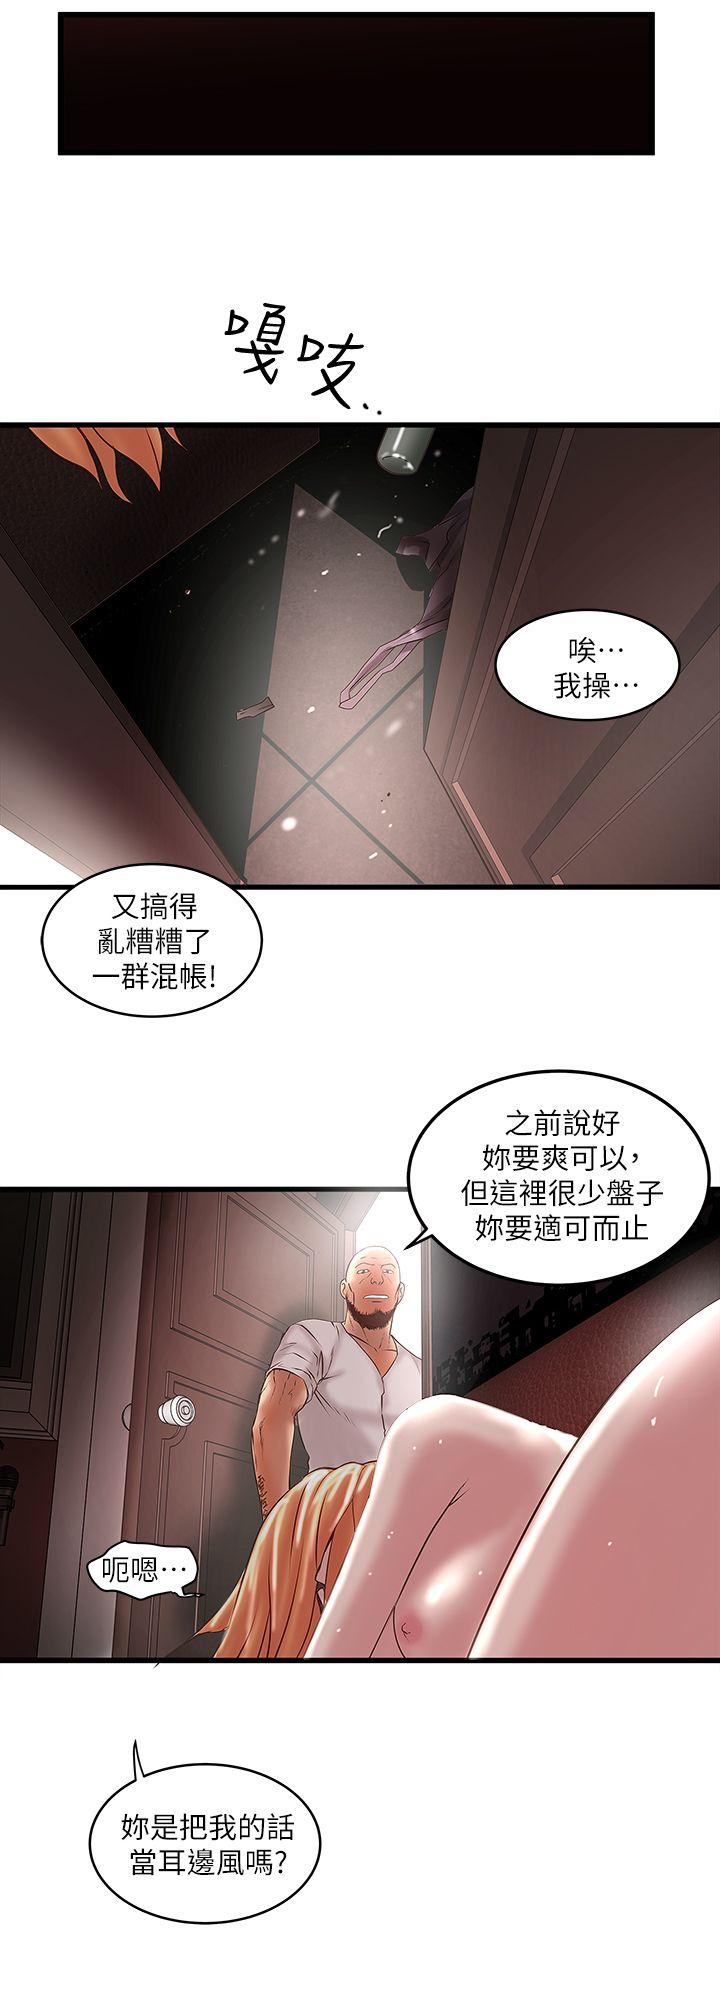 嘎吱..
唉…
我操…
又搞得
亂糟糟了
一群混帳!
之前說好
妳要爽可以,
但這裡很少盤子
妳要適可而止
呃嗯…
妳是把我的話
當耳邊風嗎?